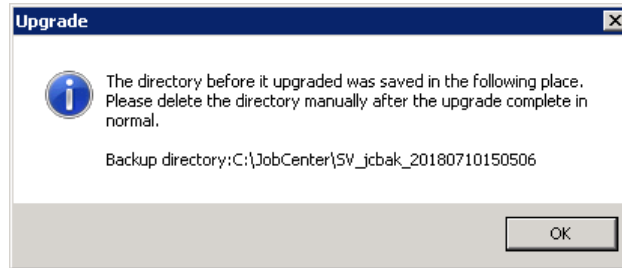 Upgrade
The directory before it upgraded was saved in the following place.
Please delete the directory manually after the upgrade complete in
normal.
Backup directory:C:\JobCenter\SV_jcbak_20180710150506
OK